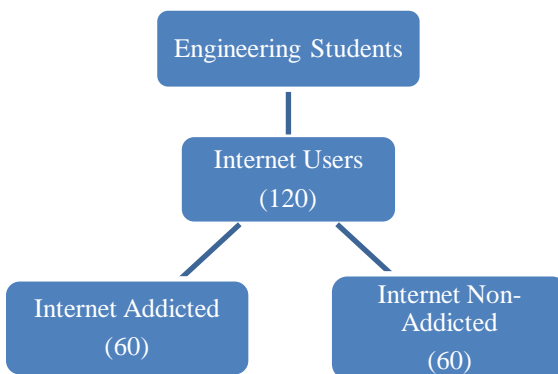 Engineering Students
Internet Users
(120)
Internet Addicted
(60)
Internet Non-
Addicted
(60)